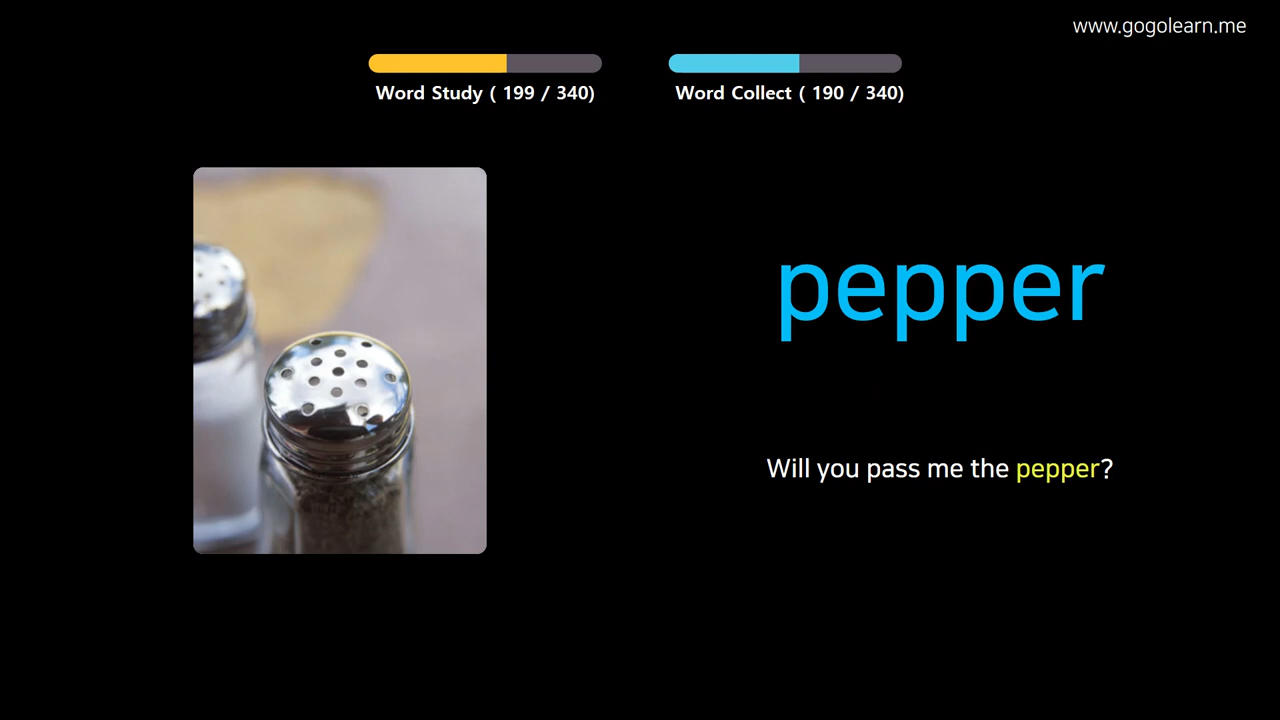 www.gogolearn.me
Word Study ( 199 / 340)
Word Collect ( 190 / 340)
pepper
Will you pass me the pepper?